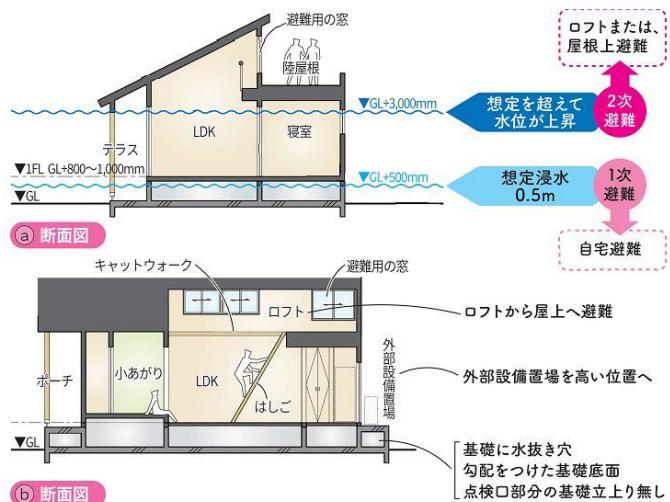 避難用の窓
陸屋根
ロフトまたは、
屋根上避難
▼GL+3,000mm
想定を超えて
水位が上昇
2次
避難
LDK
寝室
テラス
▼1FL GL+800〜1,000mm
▼GL+500mm
想定浸水
0.5m
1次
避難
▼GL
ⓐ 断面図
自宅避難
キャットウォーク
避難用の窓
ロフト
ロフトから屋上へ避難
ポーチ
小あがり
LDK
はしご
外部設備置場
外部設備置場を高い位置へ
▼GL
基礎に水抜き穴
勾配をつけた基礎底面
点検口部分の基礎立上り無し
ⓑ 断面図